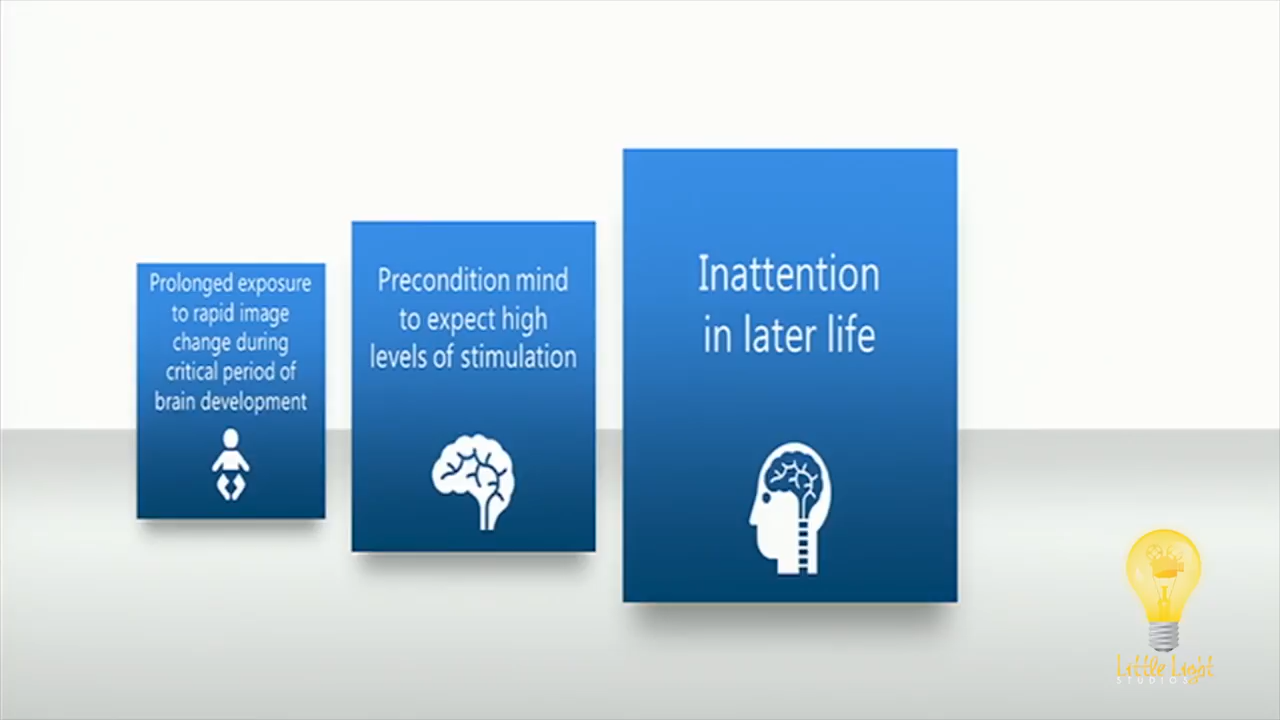 Prolonged exposure
to rapid image
change during
critical period of
brain development
Precondition mind
to expect high
levels of stimulation
Inattention
in later life
Little Light
STUDIOS